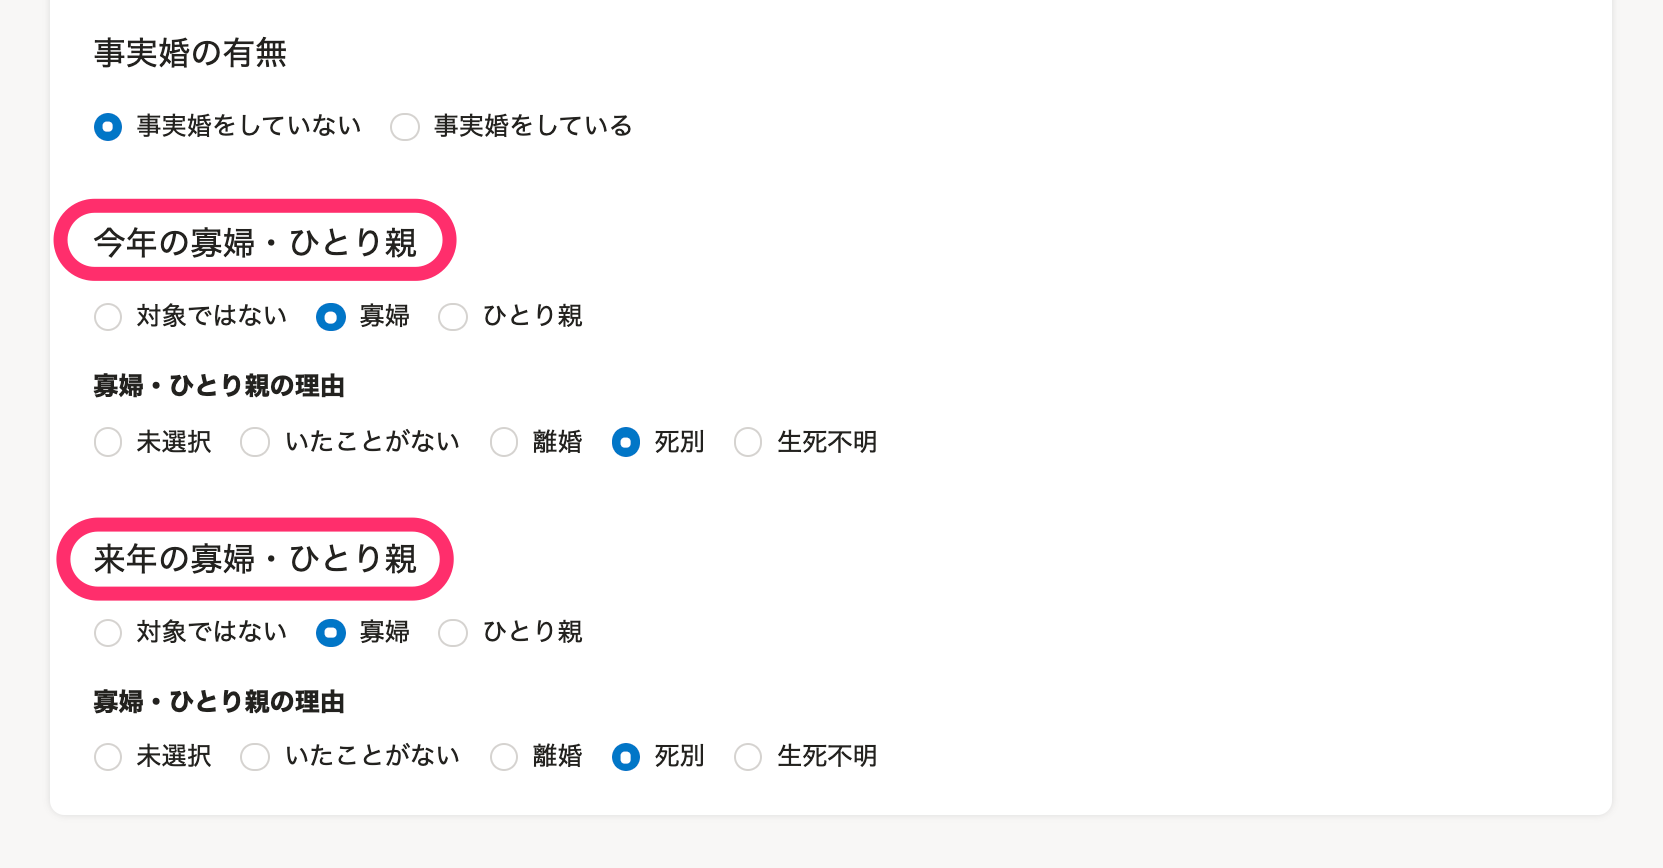 事実婚の有無
事実婚をしていない 事実婚をしている
今年の寡婦・ひとり親
対象ではない 寡婦 ひとり親
寡婦・ひとり親の理由
未選択 いたことがない 離婚 死別 生死不明
来年の寡婦・ひとり親
対象ではない 寡婦 ひとり親
寡婦・ひとり親の理由
未選択 いたことがない 離婚 死別 生死不明